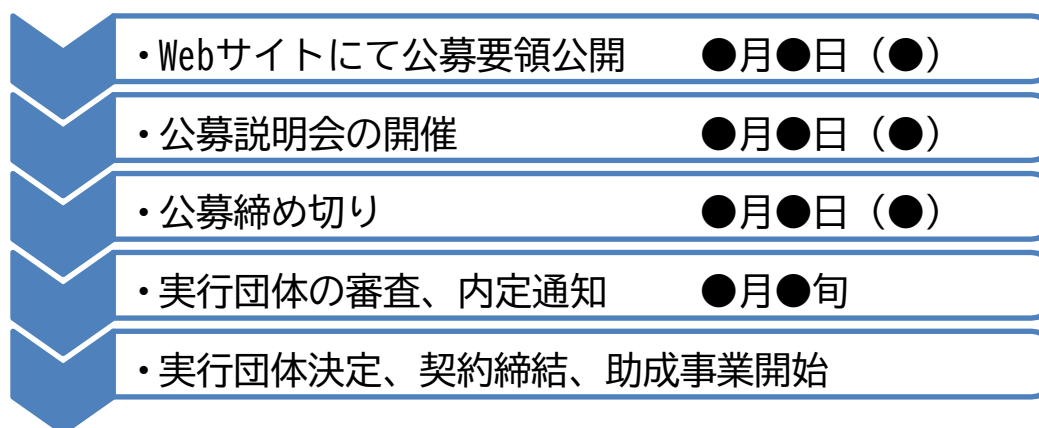 ・Webサイトにて公募要領公開　　●月●日（●）
・公募説明会の開催　　●月●日（●）
・公募締め切り　　●月●日（●）
・実行団体の審査、内定通知　　●月●旬
・実行団体決定、契約締結、助成事業開始